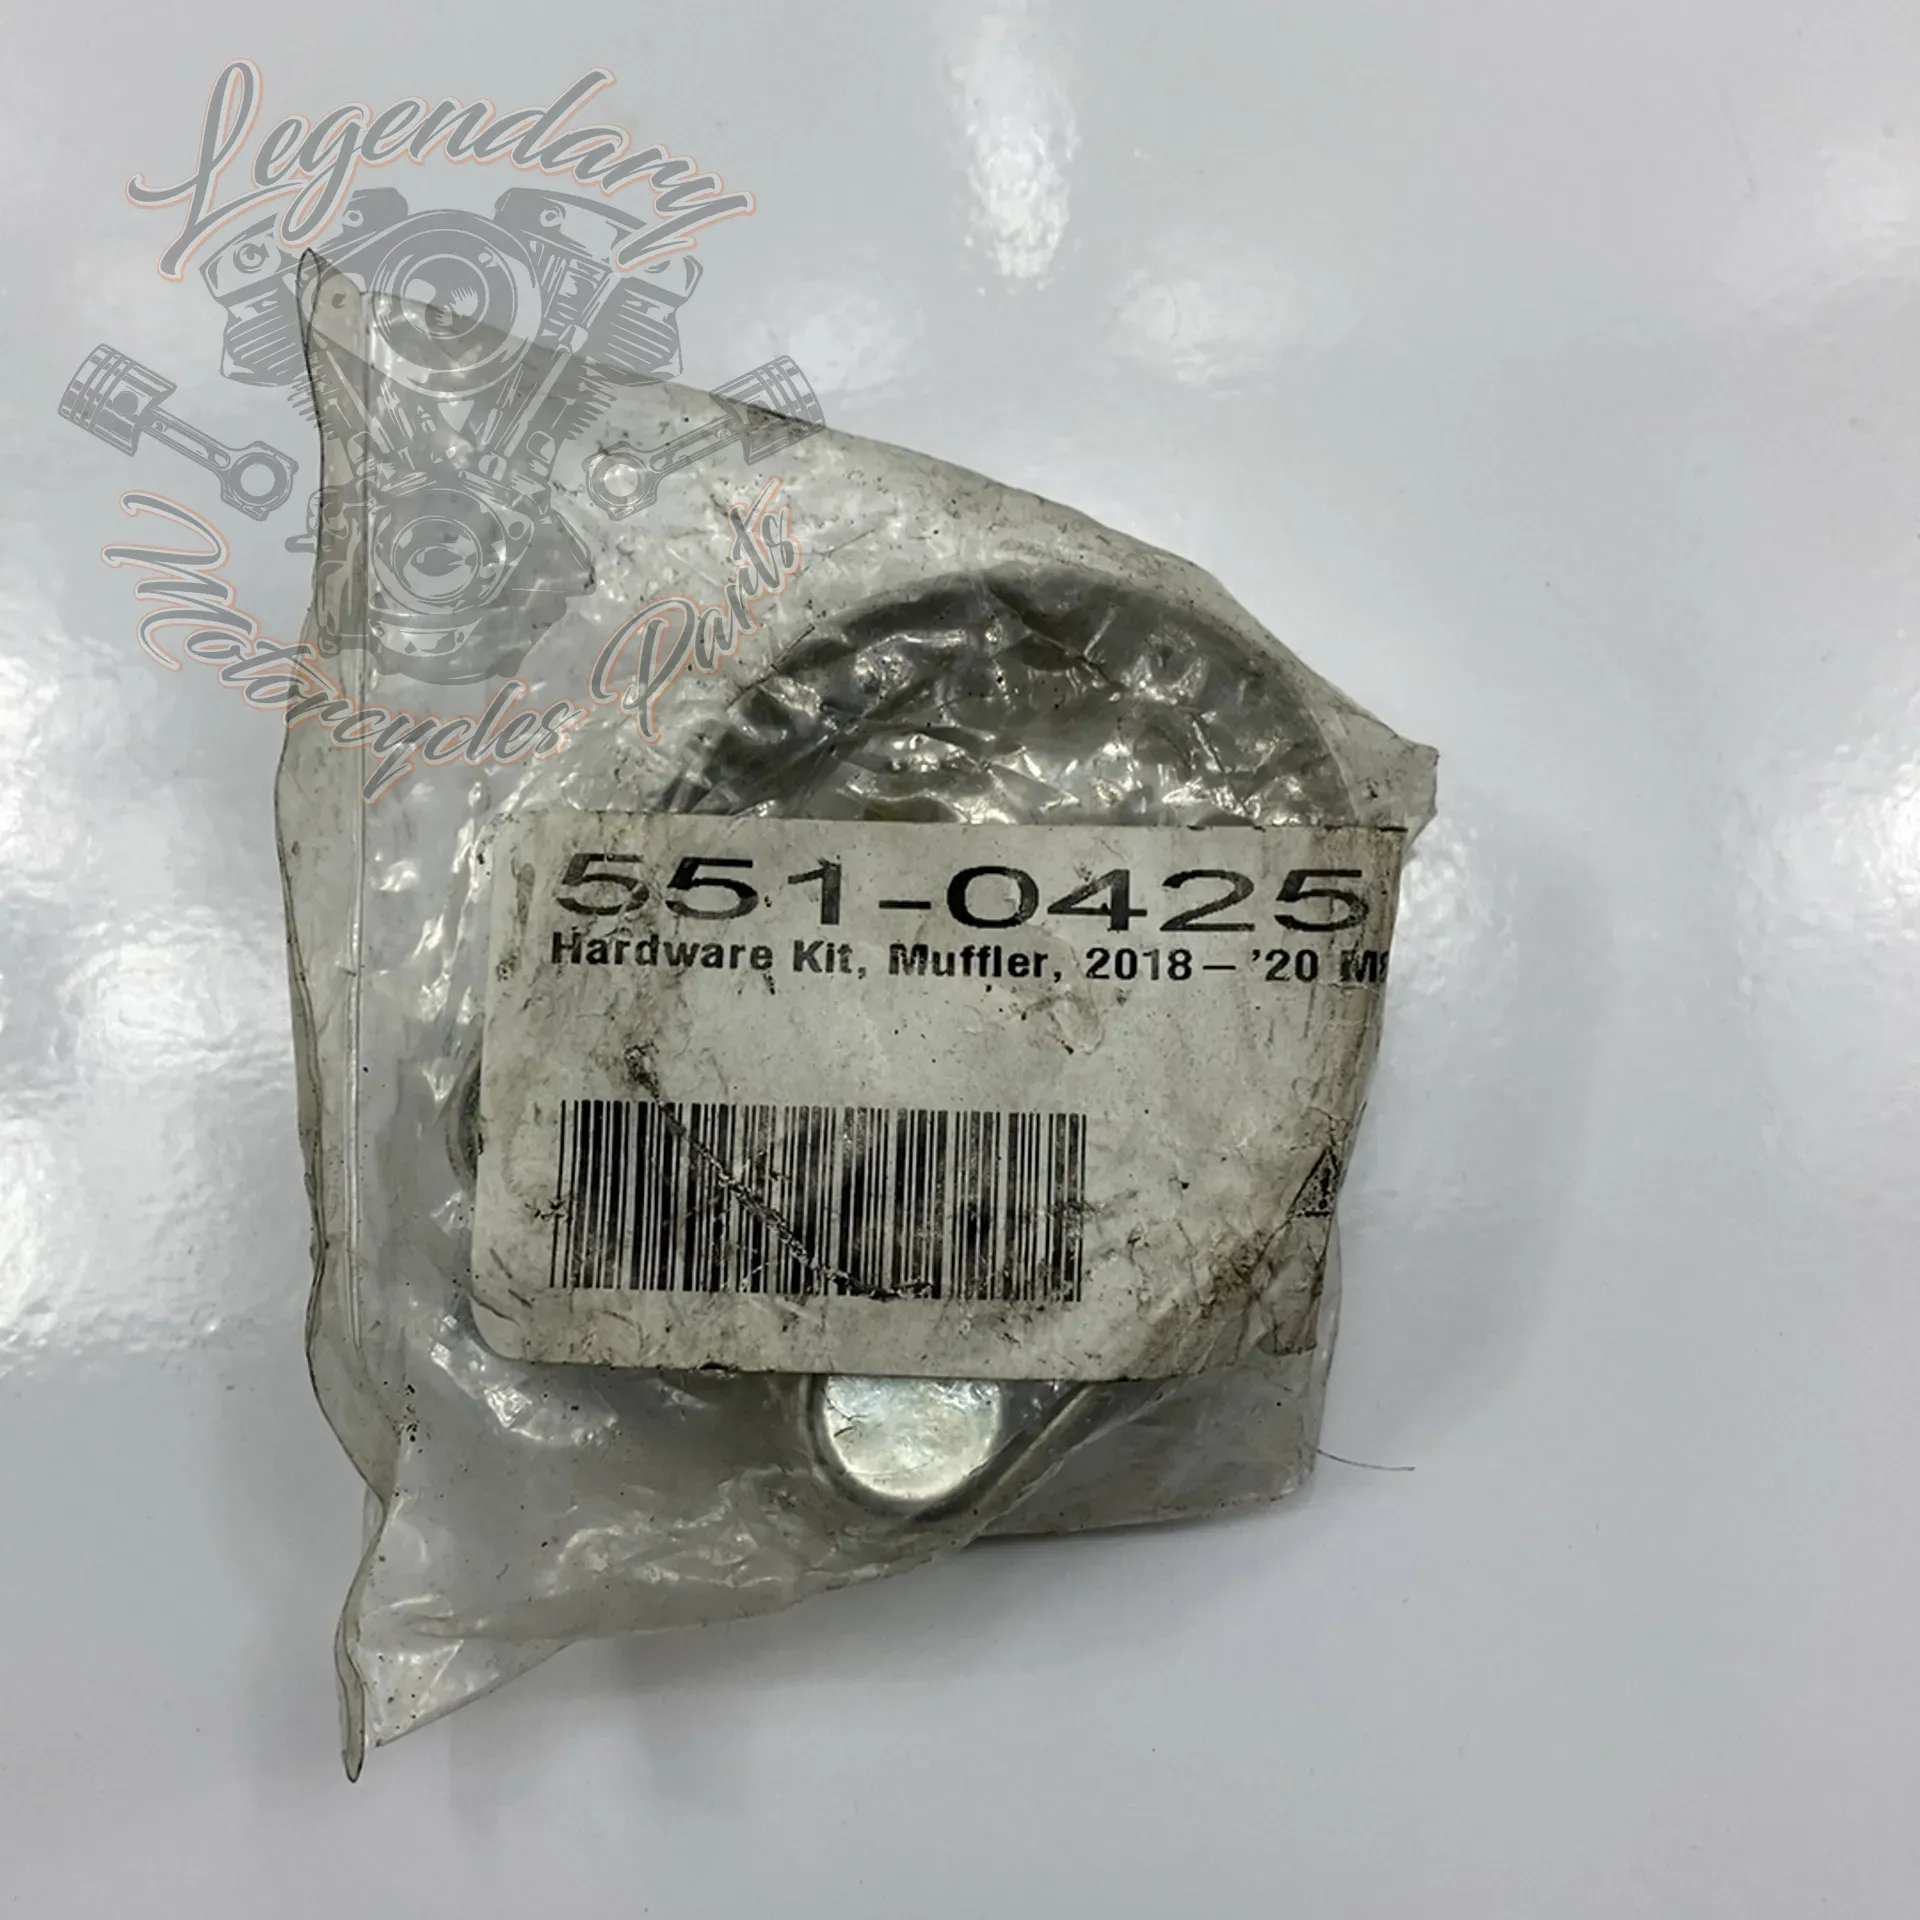 Legendary
Motorcycles Parts
551-0425
Hardware Kit, Muffler, 2018–’20